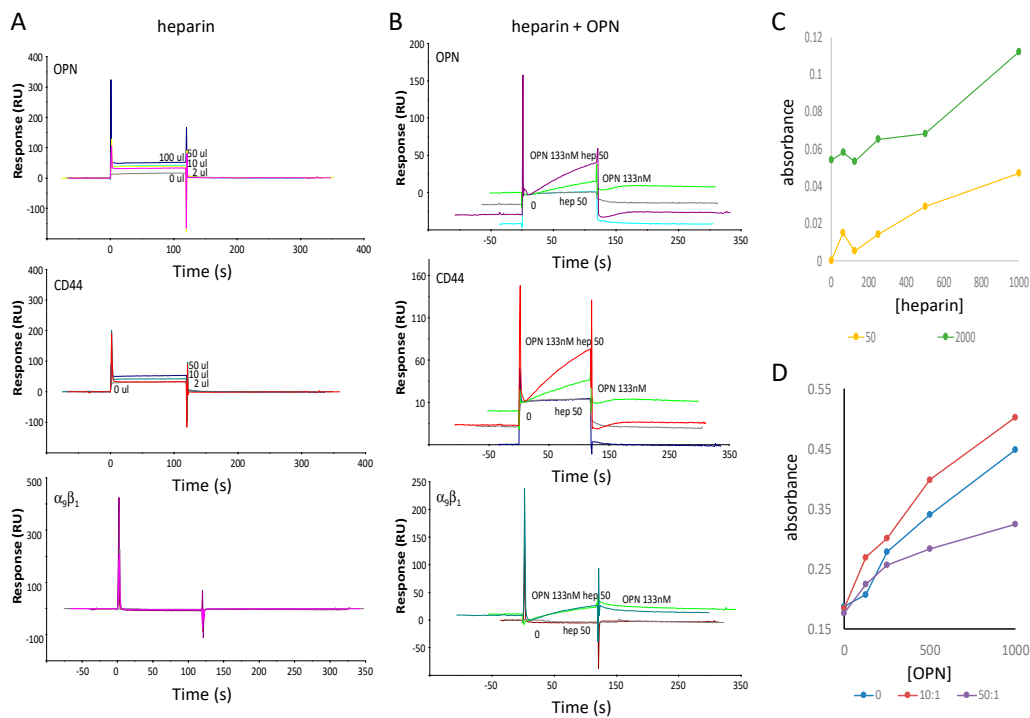 A
heparin
OPN
Response (RU)
400
300
200
100
0
-100
100 ul
50 ul
10 ul
2 ul
0 ul
-100
0
100
200
300
400
Time (s)
CD44
Response (RU)
400
300
200
100
0
-100
50 ul
10 ul
2 ul
0 ul
-100
0
100
200
300
400
Time (s)
α9β1
Response (RU)
500
400
300
200
100
0
-100
-50
0
50
100
150
200
250
300
350
Time (s)
B
heparin + OPN
OPN
Response (RU)
300
250
200
150
100
50
0
-50
OPN 133nM hep 50
OPN 133nM
0
hep 50
-50
50
150
250
350
Time (s)
CD44
Response (RU)
160
110
60
10
-50
OPN 133nM hep 50
OPN 133nM
0
hep 50
-50
50
150
250
350
Time (s)
α9β1
Response (RU)
250
200
150
100
50
0
-50
-100
OPN 133nM hep 50
OPN 133nM
0
hep 50
-50
50
150
250
350
Time (s)
C
absorbance
0.12
0.1
0.08
0.06
0.04
0.02
0
0
200
400
600
800
1000
[heparin]
50
2000
D
absorbance
0.55
0.45
0.35
0.25
0.15
0
500
1000
[OPN]
0
10:1
50:1